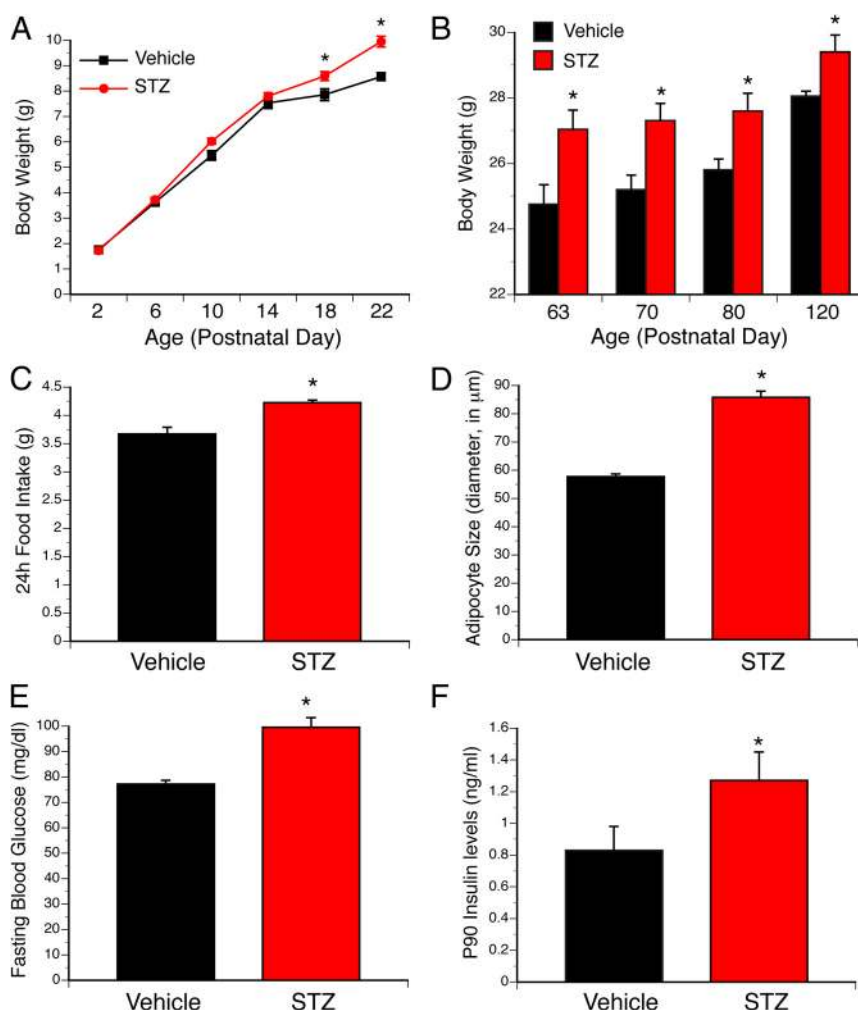 A
Vehicle
STZ
Body Weight (g)
10
9
8
7
6
5
4
3
2
1
0
* *
2 6 10 14 18 22
Age (Postnatal Day)
B
Vehicle
STZ
Body Weight (g)
30
28
26
24
22
* * * *
63 70 80 120
Age (Postnatal Day)
C
24h Food Intake (g)
4.5
4
3.5
3
2.5
2
1.5
1
0.5
0
*
Vehicle STZ
D
Adipocyte Size (diameter, in μm)
90
80
70
60
50
40
30
20
10
0
*
Vehicle STZ
E
Fasting Blood Glucose (mg/dl)
100
90
80
70
60
50
40
30
20
10
0
*
Vehicle STZ
F
P90 Insulin levels (ng/ml)
1.6
1.4
1.2
1
0.8
0.6
0.4
0.2
0
*
Vehicle STZ